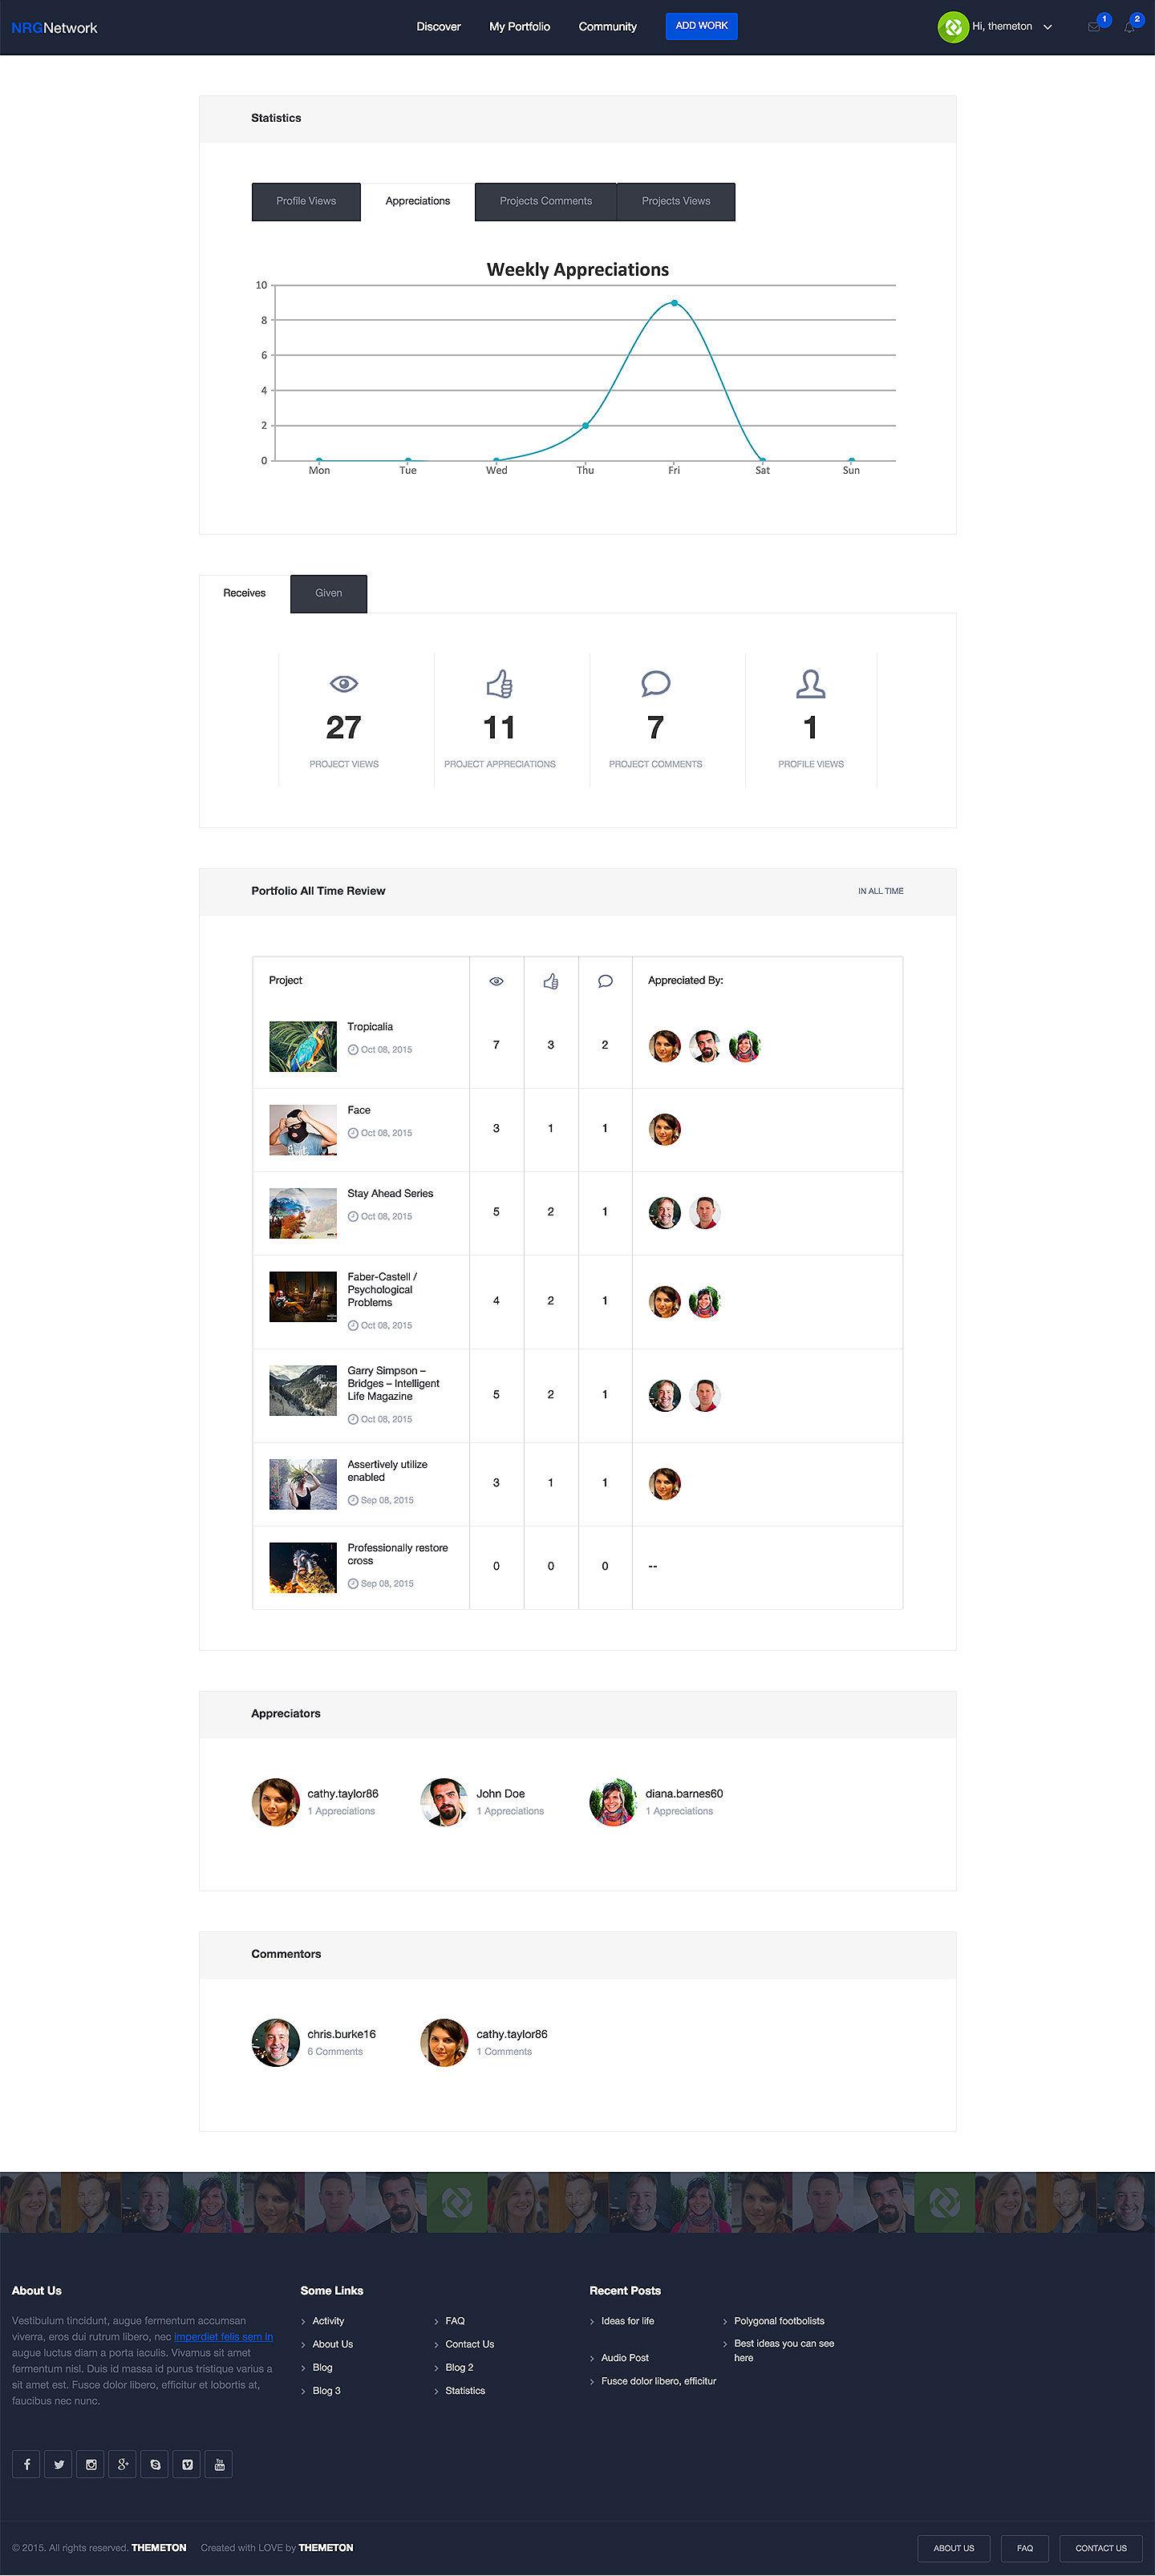 NRGNetwork
Discover My Portfolio Community ADD WORK Hi, themeton 1 2
Statistics
Profile Views Appreciations Projects Comments Projects Views
Weekly Appreciations
10
8
6
4
2
0
Mon Tue Wed Thu Fri Sat Sun
Receives Given
27 11 7 1
PROJECT VIEWS PROJECT APPRECIATIONS PROJECT COMMENTS PROFILE VIEWS
Portfolio All Time Review IN ALL TIME
Project Appreciated By:
Tropicalia
Oct 08, 2015
7 3 2
Face
Oct 08, 2015
3 1 1
Stay Ahead Series
Oct 08, 2015
5 2 1
Faber-Castell /
Psychological
Problems
Oct 08, 2015
4 2 1
Garry Simpson –
Bridges – Intelligent
Life Magazine
Oct 08, 2015
5 2 1
Assertively utilize
enabled
Sep 08, 2015
3 1 1
Professionally restore
cross
Sep 08, 2015
0 0 0 --
Appreciators
cathy.taylor86
1 Appreciations
John Doe
1 Appreciations
diana.barnes60
1 Appreciations
Commentors
chris.burke16
6 Comments
cathy.taylor86
1 Comments
About Us
Vestibulum tincidunt, augue fermentum accumsan
viverra, eros dui rutrum libero, nec imperdiet felis sem in
augue luctus diam a porta iaculis. Vivamus sit amet
fermentum nisl. Duis id massa id purus tristique varius a
sit amet est. Fusce dolor libero, efficitur et lobortis at,
faucibus nec nunc.
Some Links
Activity
About Us
Blog
Blog 3
FAQ
Contact Us
Blog 2
Statistics
Recent Posts
Ideas for life
Audio Post
Fusce dolor libero, efficitur
Polygonal footbolists
Best ideas you can see
here
© 2015. All rights reserved. THEMETON Created with LOVE by THEMETON
ABOUT US FAQ CONTACT US